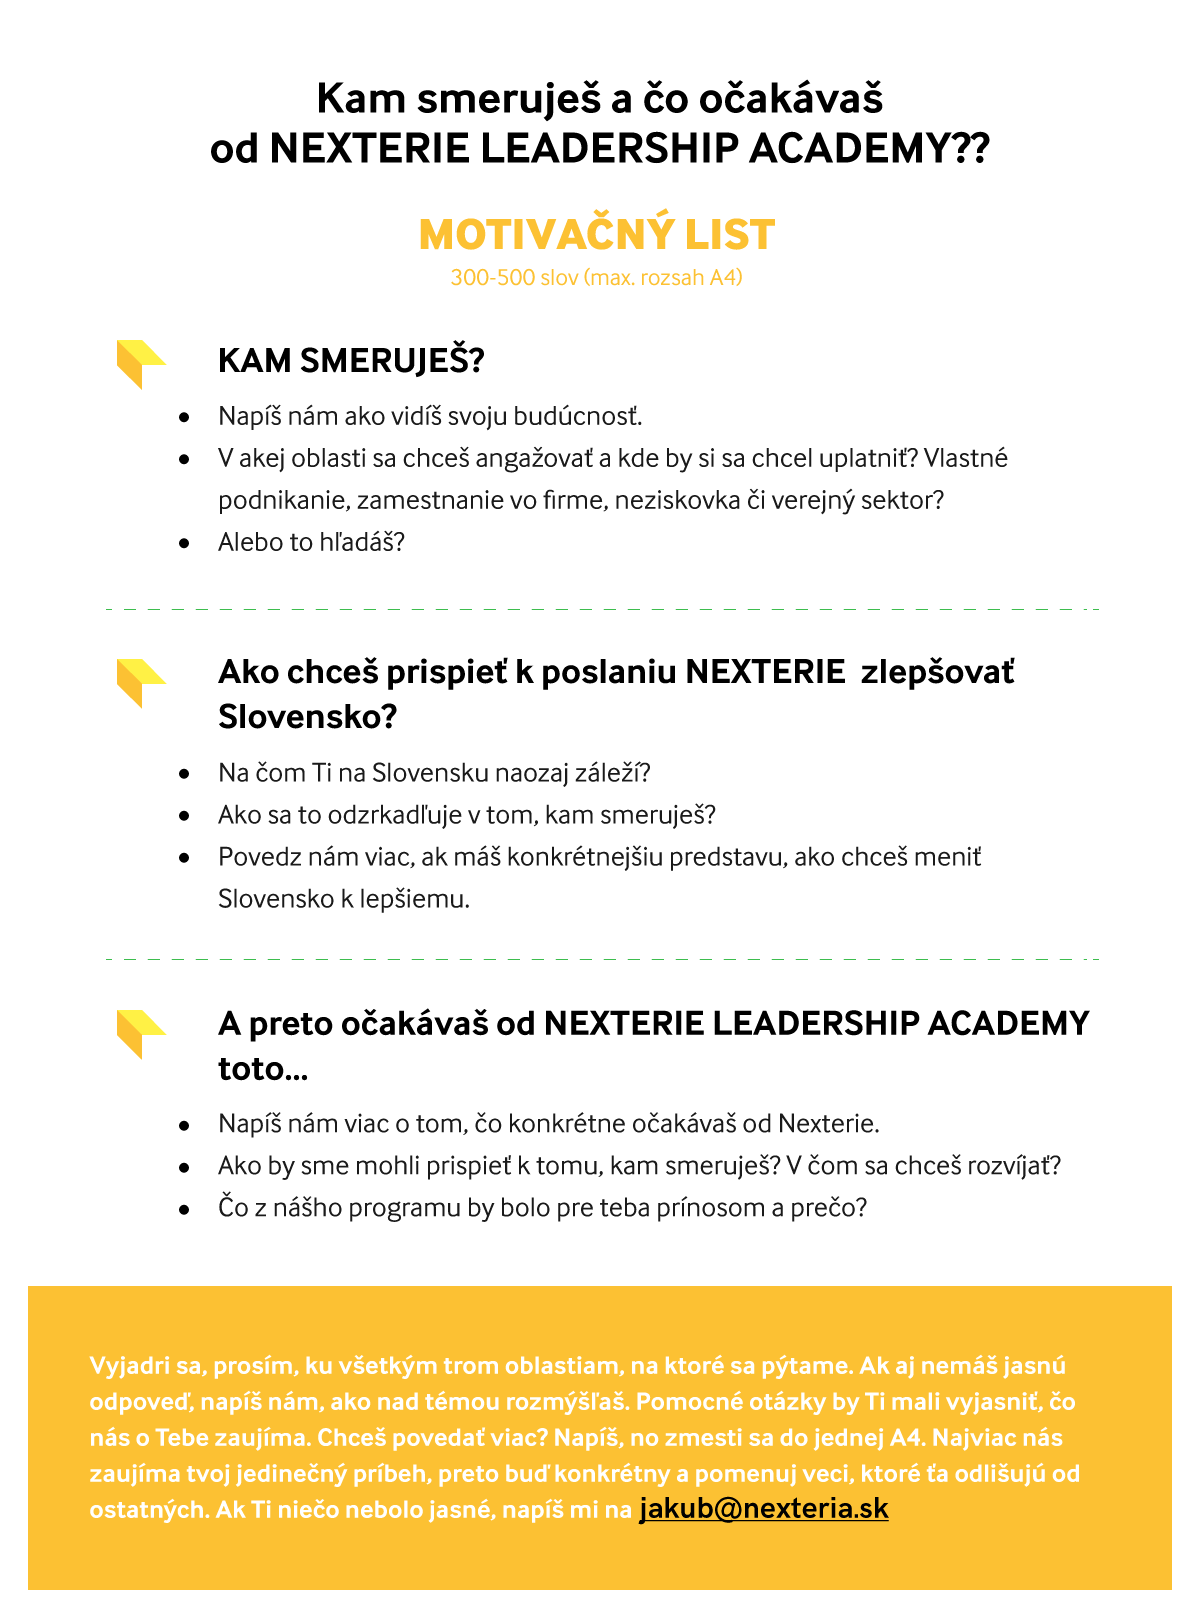 Kam smeruješ a čo očakávaš
od NEXTERIE LEADERSHIP ACADEMY??
MOTIVAČNÝ LIST
300-500 slov (max. rozsah A4)
KAM SMERUJEŠ?
• Napíš nám ako vidíš svoju budúcnosť.
• V akej oblasti sa chceš angažovať a kde by si sa chcel uplatniť? Vlastné
podnikanie, zamestnanie vo firme, neziskovka či verejný sektor?
• Alebo to hľadáš?
Ako chceš prispieť k poslaniu NEXTERIE zlepšovať
Slovensko?
• Na čom Ti na Slovensku naozaj záleží?
• Ako sa to odzrkadľuje v tom, kam smeruješ?
• Povedz nám viac, ak máš konkrétnejšiu predstavu, ako chceš meniť
Slovensko k lepšiemu.
A preto očakávaš od NEXTERIE LEADERSHIP ACADEMY
toto...
• Napíš nám viac o tom, čo konkrétne očakávaš od Nexterie.
• Ako by sme mohli prispieť k tomu, kam smeruješ? V čom sa chceš rozvíjať?
• Čo z nášho programu by bolo pre teba prínosom a prečo?
Vyjadri sa, prosím, ku všetkým trom oblastiam, na ktoré sa pýtame. Ak aj nemáš jasnú
odpoveď, napíš nám, ako nad témou rozmýšľaš. Pomocné otázky by Ti mali vyjasniť, čo
nás o Tebe zaujíma. Chceš povedať viac? Napíš, no zmesti sa do jednej A4. Najviac nás
zaujíma tvoj jedinečný príbeh, preto buď konkrétny a pomenuj veci, ktoré ťa odlišujú od
ostatných. Ak Ti niečo nebolo jasné, napíš mi na jakub@nexteria.sk